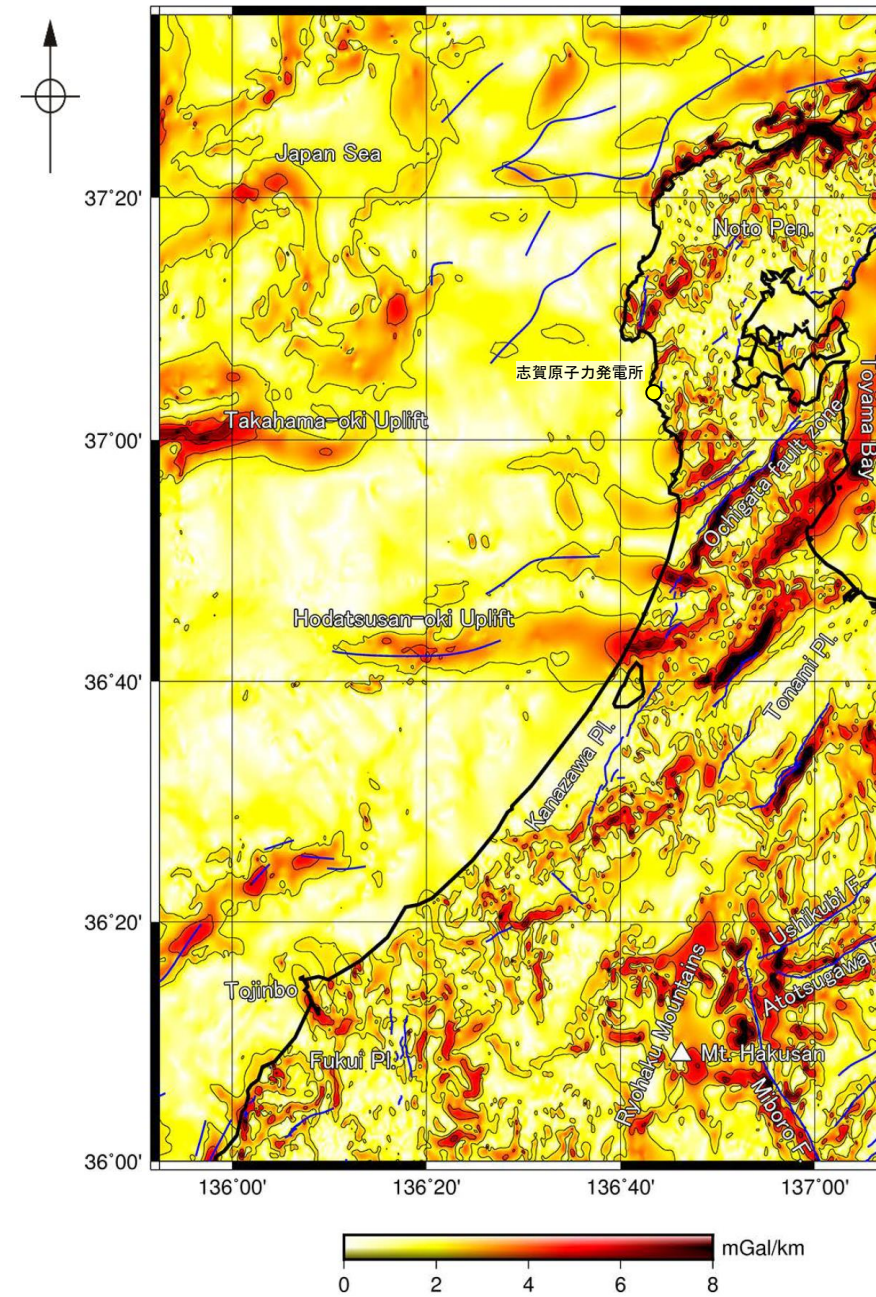 Japan Sea
37°20'
Noto Pen.
志賀原子力発電所
Toyama Bay
Takahama-oki Uplift
37°00'
Ochigata fault zone
Hodatsusan-oki Uplift
36°40'
Tonami Pl.
Kanazawa Pl.
36°20'
Ushikubi F.
Atotsugawa F
Tojinbo
Ryohaku Mountains
Mt. Hakusan
Fukui Pl.
Miboro F.
36°00'
136°00' 136°20' 136°40' 137°00'
mGal/km
0 2 4 6 8